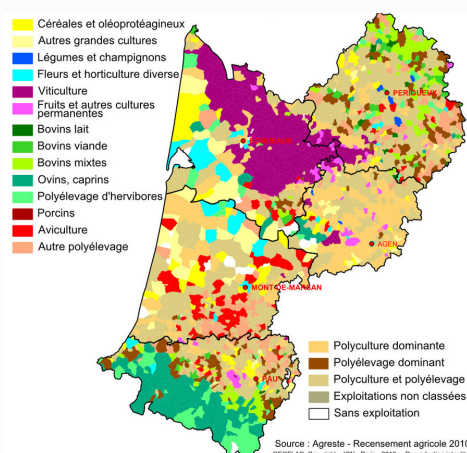 Céréales et oléoprotéagineux
Autres grandes cultures
Légumes et champignons
Fleurs et horticulture diverse
Viticulture
Fruits et autres cultures
permanentes
Bovins lait
Bovins viande
Bovins mixtes
Ovins, caprins
Polyélevage d'hervibores
Porcins
Aviculture
Autre polyélevage
PERIGUEUX
AGEN
MONT-DE-MARSAN
PAU
Polyculture dominante
Polyélevage dominant
Polyculture et polyélevage
Exploitations non classées
Sans exploitation
Source : Agreste - Recensement agricole 2010